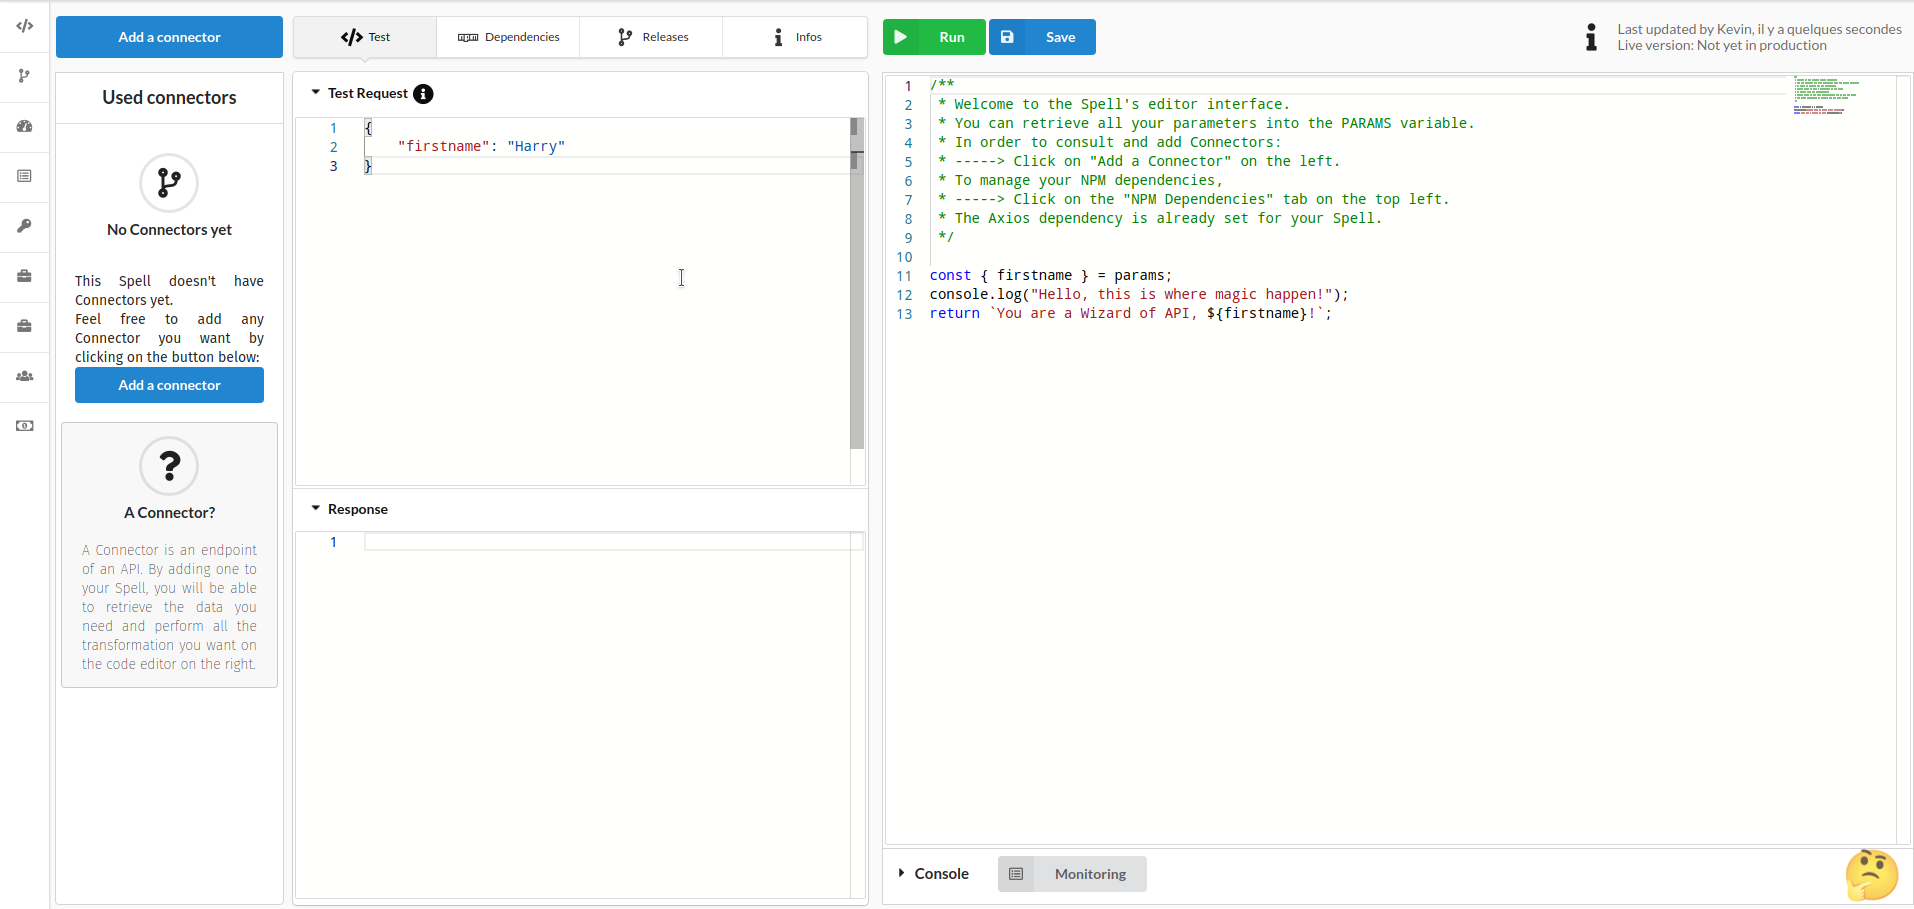 Add a connector
Used connectors
No Connectors yet
This Spell doesn't have
Connectors yet.
Feel free to add any
Connector you want by
clicking on the button below:
Add a connector
A Connector?
A Connector is an endpoint
of an API. By adding one to
your Spell, you will be able
to retrieve the data you
need and perform all the
transformation you want on
the code editor on the right.
</> Test
npm Dependencies
Releases
Infos
Test Request
1 {
2 "firstname": "Harry"
3 }
Response
1
Run
Save
Last updated by Kevin, il y a quelques secondes
Live version: Not yet in production
1 /**
2 * Welcome to the Spell's editor interface.
3 * You can retrieve all your parameters into the PARAMS variable.
4 * In order to consult and add Connectors:
5 * -----> Click on "Add a Connector" on the left.
6 * To manage your NPM dependencies,
7 * -----> Click on the "NPM Dependencies" tab on the top left.
8 * The Axios dependency is already set for your Spell.
9 */
10
11 const { firstname } = params;
12 console.log("Hello, this is where magic happen!");
13 return `You are a Wizard of API, ${firstname}!`;
Console
Monitoring